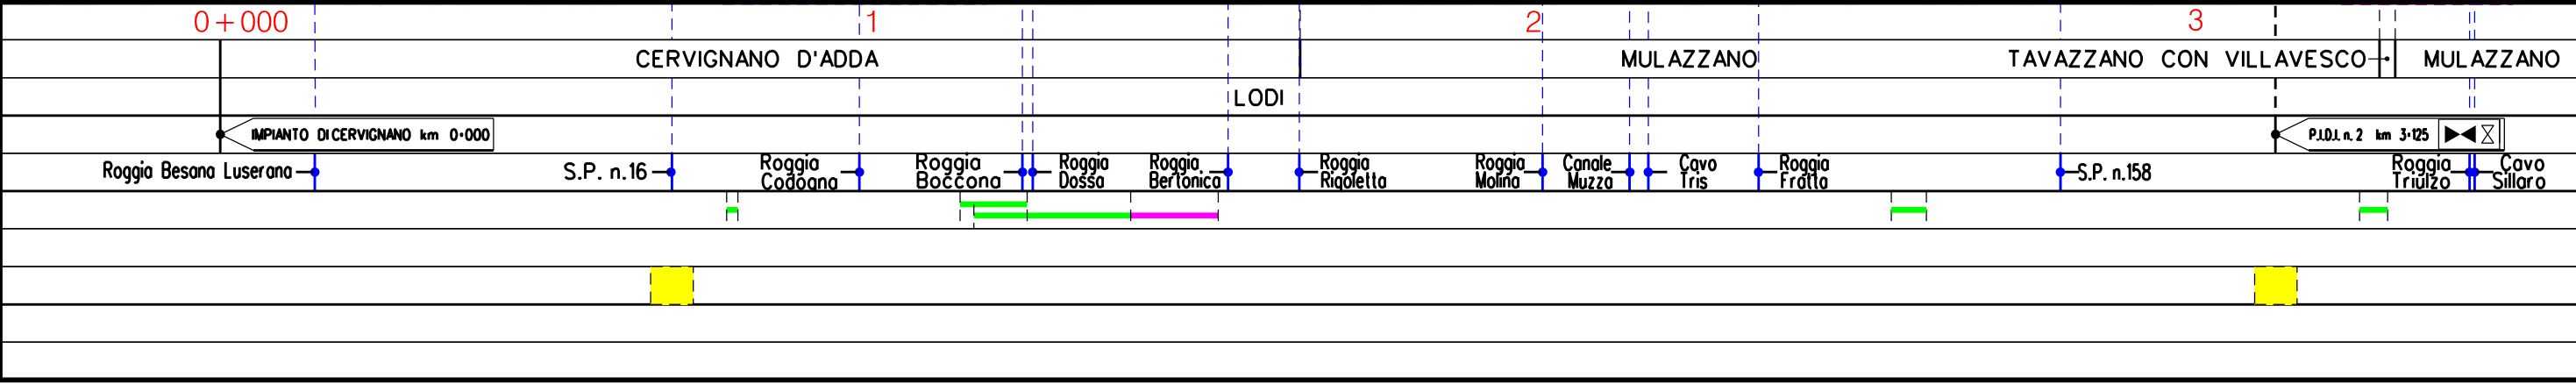 0+000 1 2 3
CERVIGNANO D'ADDA MULAZZANO TAVAZZANO CON VILLAVESCO MULAZZANO
LODI
IMPIANTO DI CERVIGNANO km 0+000 P.I.D.I. n. 2 km 3+125
Roggia Besana Luserana
S.P. n.16
Roggia
Codogna
Roggia
Boccona
Roggia
Dossa
Roggia
Bertonica
Roggia
Rigoletta
Roggia
Molina
Canale
Muzza
Cavo
Tris
Roggia
Fratta
S.P. n.158
Roggia
Triulzo
Cavo
Sillaro